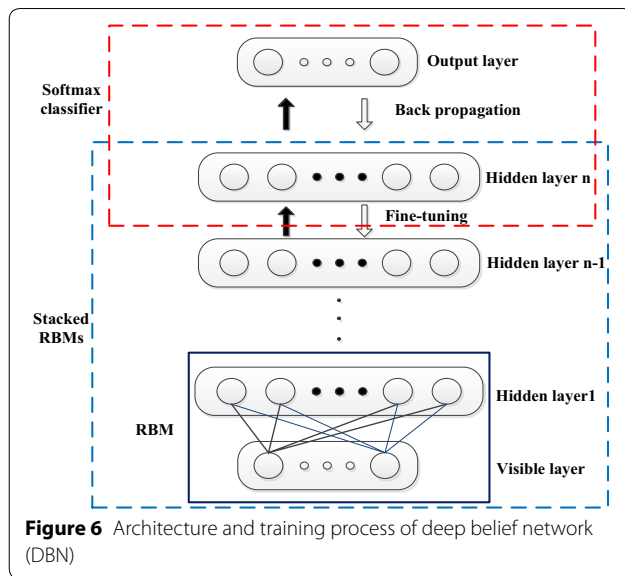 Output layer
Softmax
classifier
Back propagation
Hidden layer n
Fine-tuning
Hidden layer n-1
Stacked
RBMs
Hidden layer1
RBM
Visible layer
Figure 6 Architecture and training process of deep belief network
(DBN)